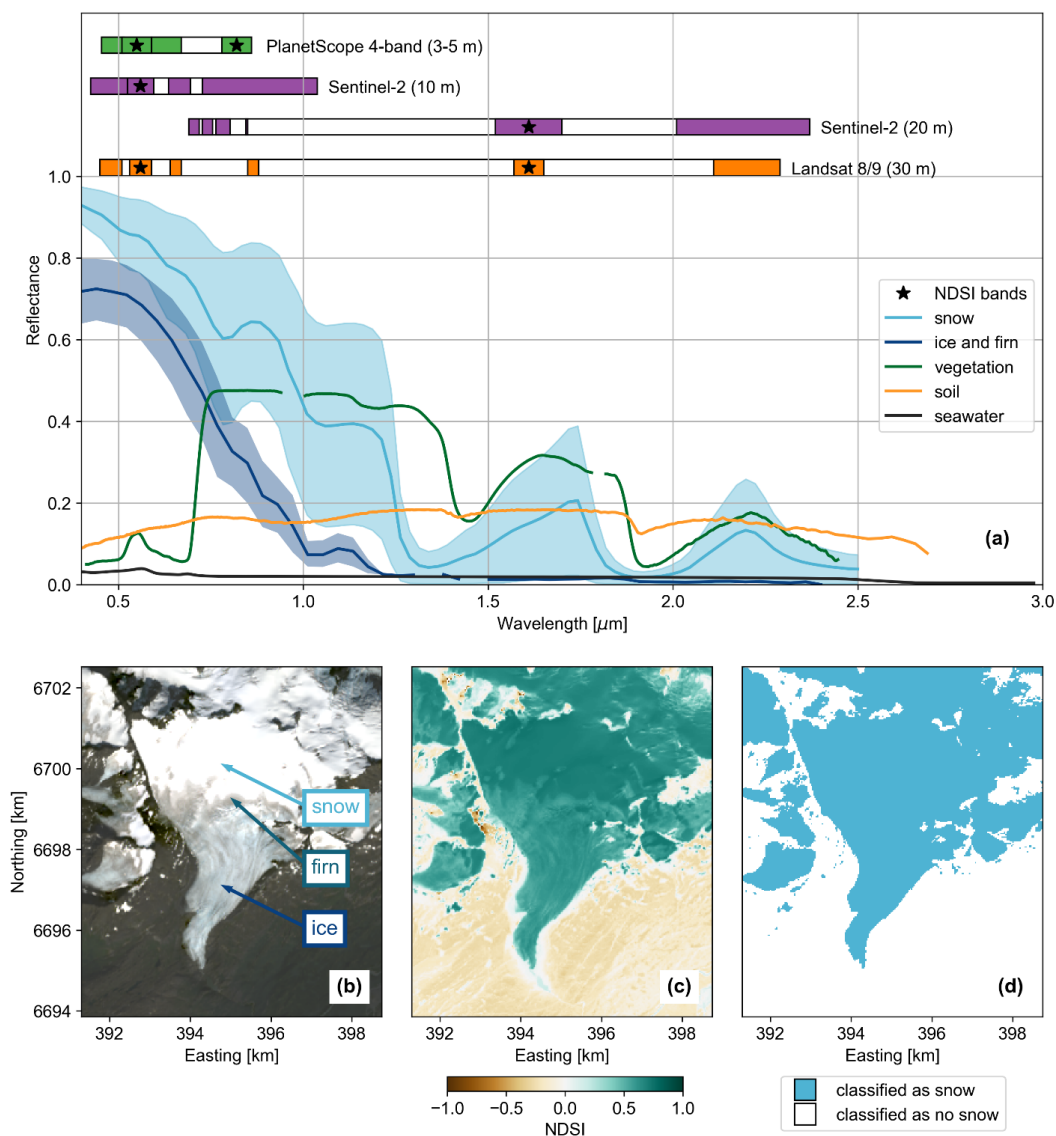 PlanetScope 4-band (3-5 m)
Sentinel-2 (10 m)
Sentinel-2 (20 m)
Landsat 8/9 (30 m)
1.0
0.8
0.6
0.4
0.2
0.0
Reflectance
NDSI bands
snow
ice and firn
vegetation
soil
seawater
(a)
0.5 1.0 1.5 2.0 2.5 3.0
Wavelength [μm]
6702
6700
6698
6696
6694
Northing [km]
snow
firn
ice
(b)
392 394 396 398
Easting [km]
(c)
392 394 396 398
Easting [km]
(d)
392 394 396 398
Easting [km]
−1.0 −0.5 0.0 0.5 1.0
NDSI
classified as snow
classified as no snow